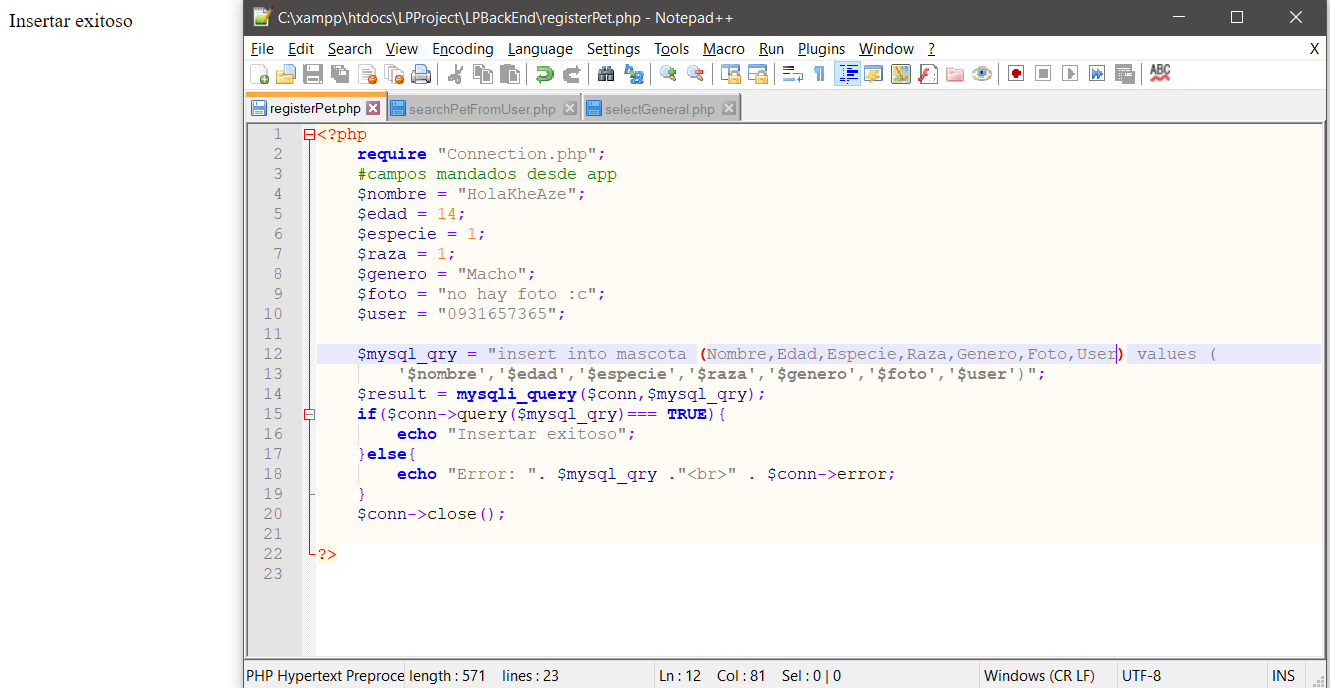 Insertar exitoso
C:\xampp\htdocs\LPProject\LPBackEnd\registerPet.php - Notepad++
File Edit Search View Encoding Language Settings Tools Macro Run Plugins Window ? X
ABC
registerPet.php searchPetFromUser.php selectGeneral.php
1 <?php
2 require "Connection.php";
3 #campos mandados desde app
4 $nombre = "HolaKheAze";
5 $edad = 14;
6 $especie = 1;
7 $raza = 1;
8 $genero = "Macho";
9 $foto = "no hay foto :c";
10 $user = "0931657365";
11
12 $mysql_qry = "insert into mascota (Nombre,Edad,Especie,Raza,Genero,Foto,User) values (
13 '$nombre','$edad','$especie','$raza','$genero','$foto','$user')";
14 $result = mysqli_query($conn,$mysql_qry);
15 if($conn->query($mysql_qry)=== TRUE){
16 echo "Insertar exitoso";
17 }else{
18 echo "Error: ". $mysql_qry ."<br>" . $conn->error;
19 }
20 $conn->close();
21
22 ?>
23
PHP Hypertext Preproce length : 571 lines : 23 Ln : 12 Col : 81 Sel : 0 | 0 Windows (CR LF) UTF-8 INS